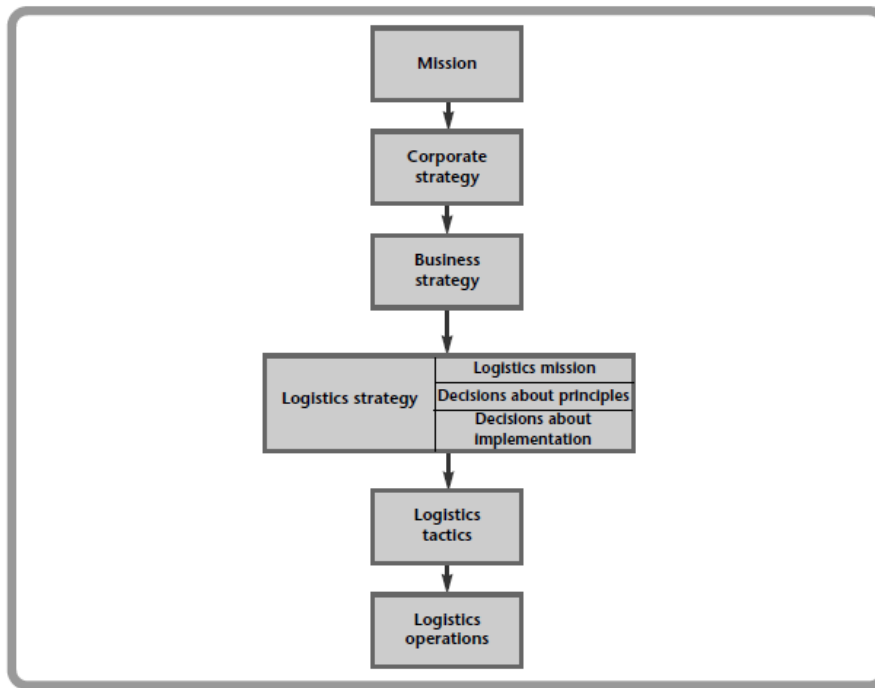 Mission
Corporate
strategy
Business
strategy
Logistics strategy
Logistics mission
Decisions about principles
Decisions about
implementation
Logistics
tactics
Logistics
operations